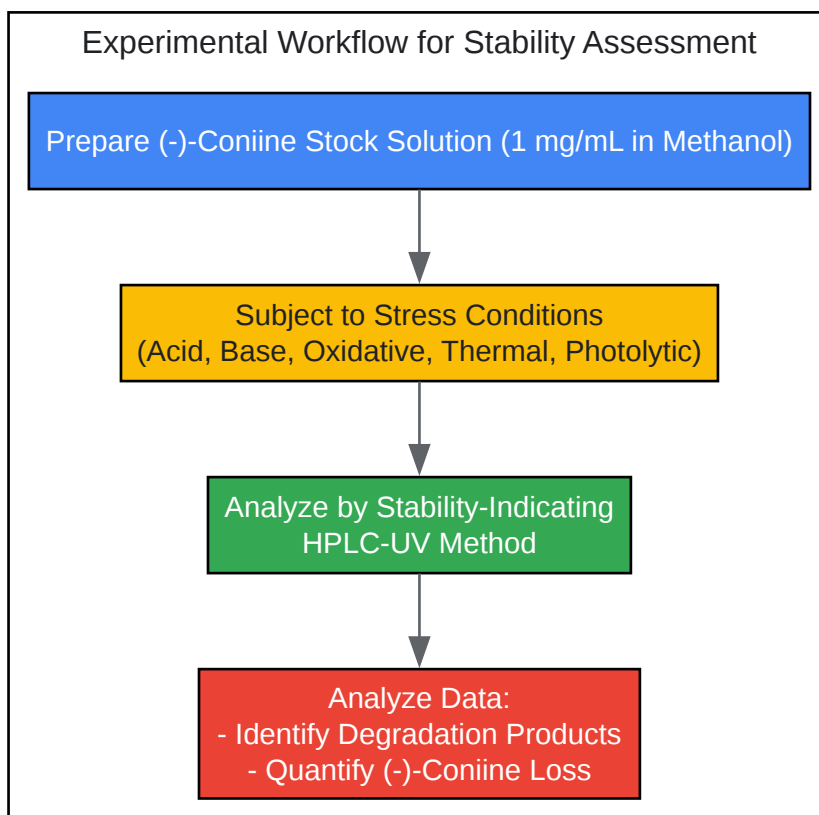 Experimental Workflow for Stability Assessment
Prepare (-)-Coniine Stock Solution (1 mg/mL in Methanol)
Subject to Stress Conditions
(Acid, Base, Oxidative, Thermal, Photolytic)
Analyze by Stability-Indicating
HPLC-UV Method
Analyze Data:
- Identify Degradation Products
- Quantify (-)-Coniine Loss